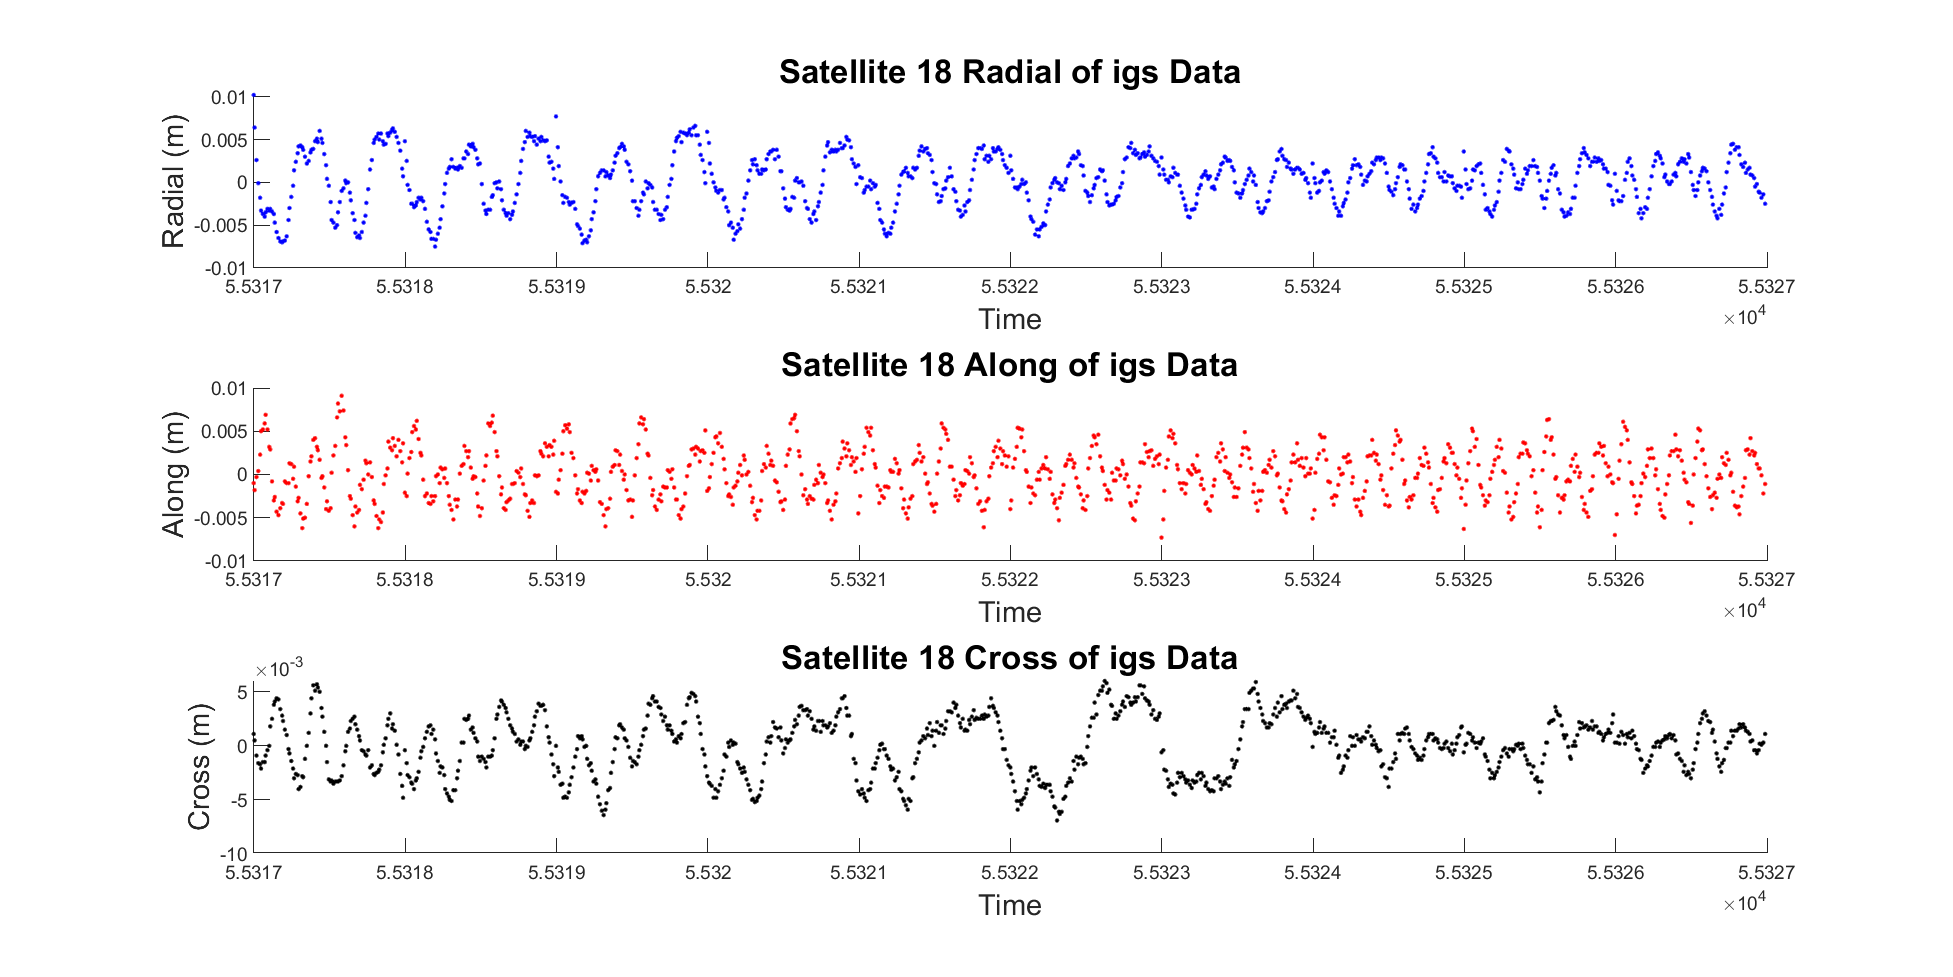 Satellite 18 Radial of igs Data
Radial (m)
0.01
0.005
0
-0.005
-0.01
5.5317 5.5318 5.5319 5.532 5.5321 5.5322 5.5323 5.5324 5.5325 5.5326 5.5327
Time
×10^4
Satellite 18 Along of igs Data
Along (m)
0.01
0.005
0
-0.005
-0.01
5.5317 5.5318 5.5319 5.532 5.5321 5.5322 5.5323 5.5324 5.5325 5.5326 5.5327
Time
×10^4
Satellite 18 Cross of igs Data
×10^-3
Cross (m)
5
0
-5
-10
5.5317 5.5318 5.5319 5.532 5.5321 5.5322 5.5323 5.5324 5.5325 5.5326 5.5327
Time
×10^4